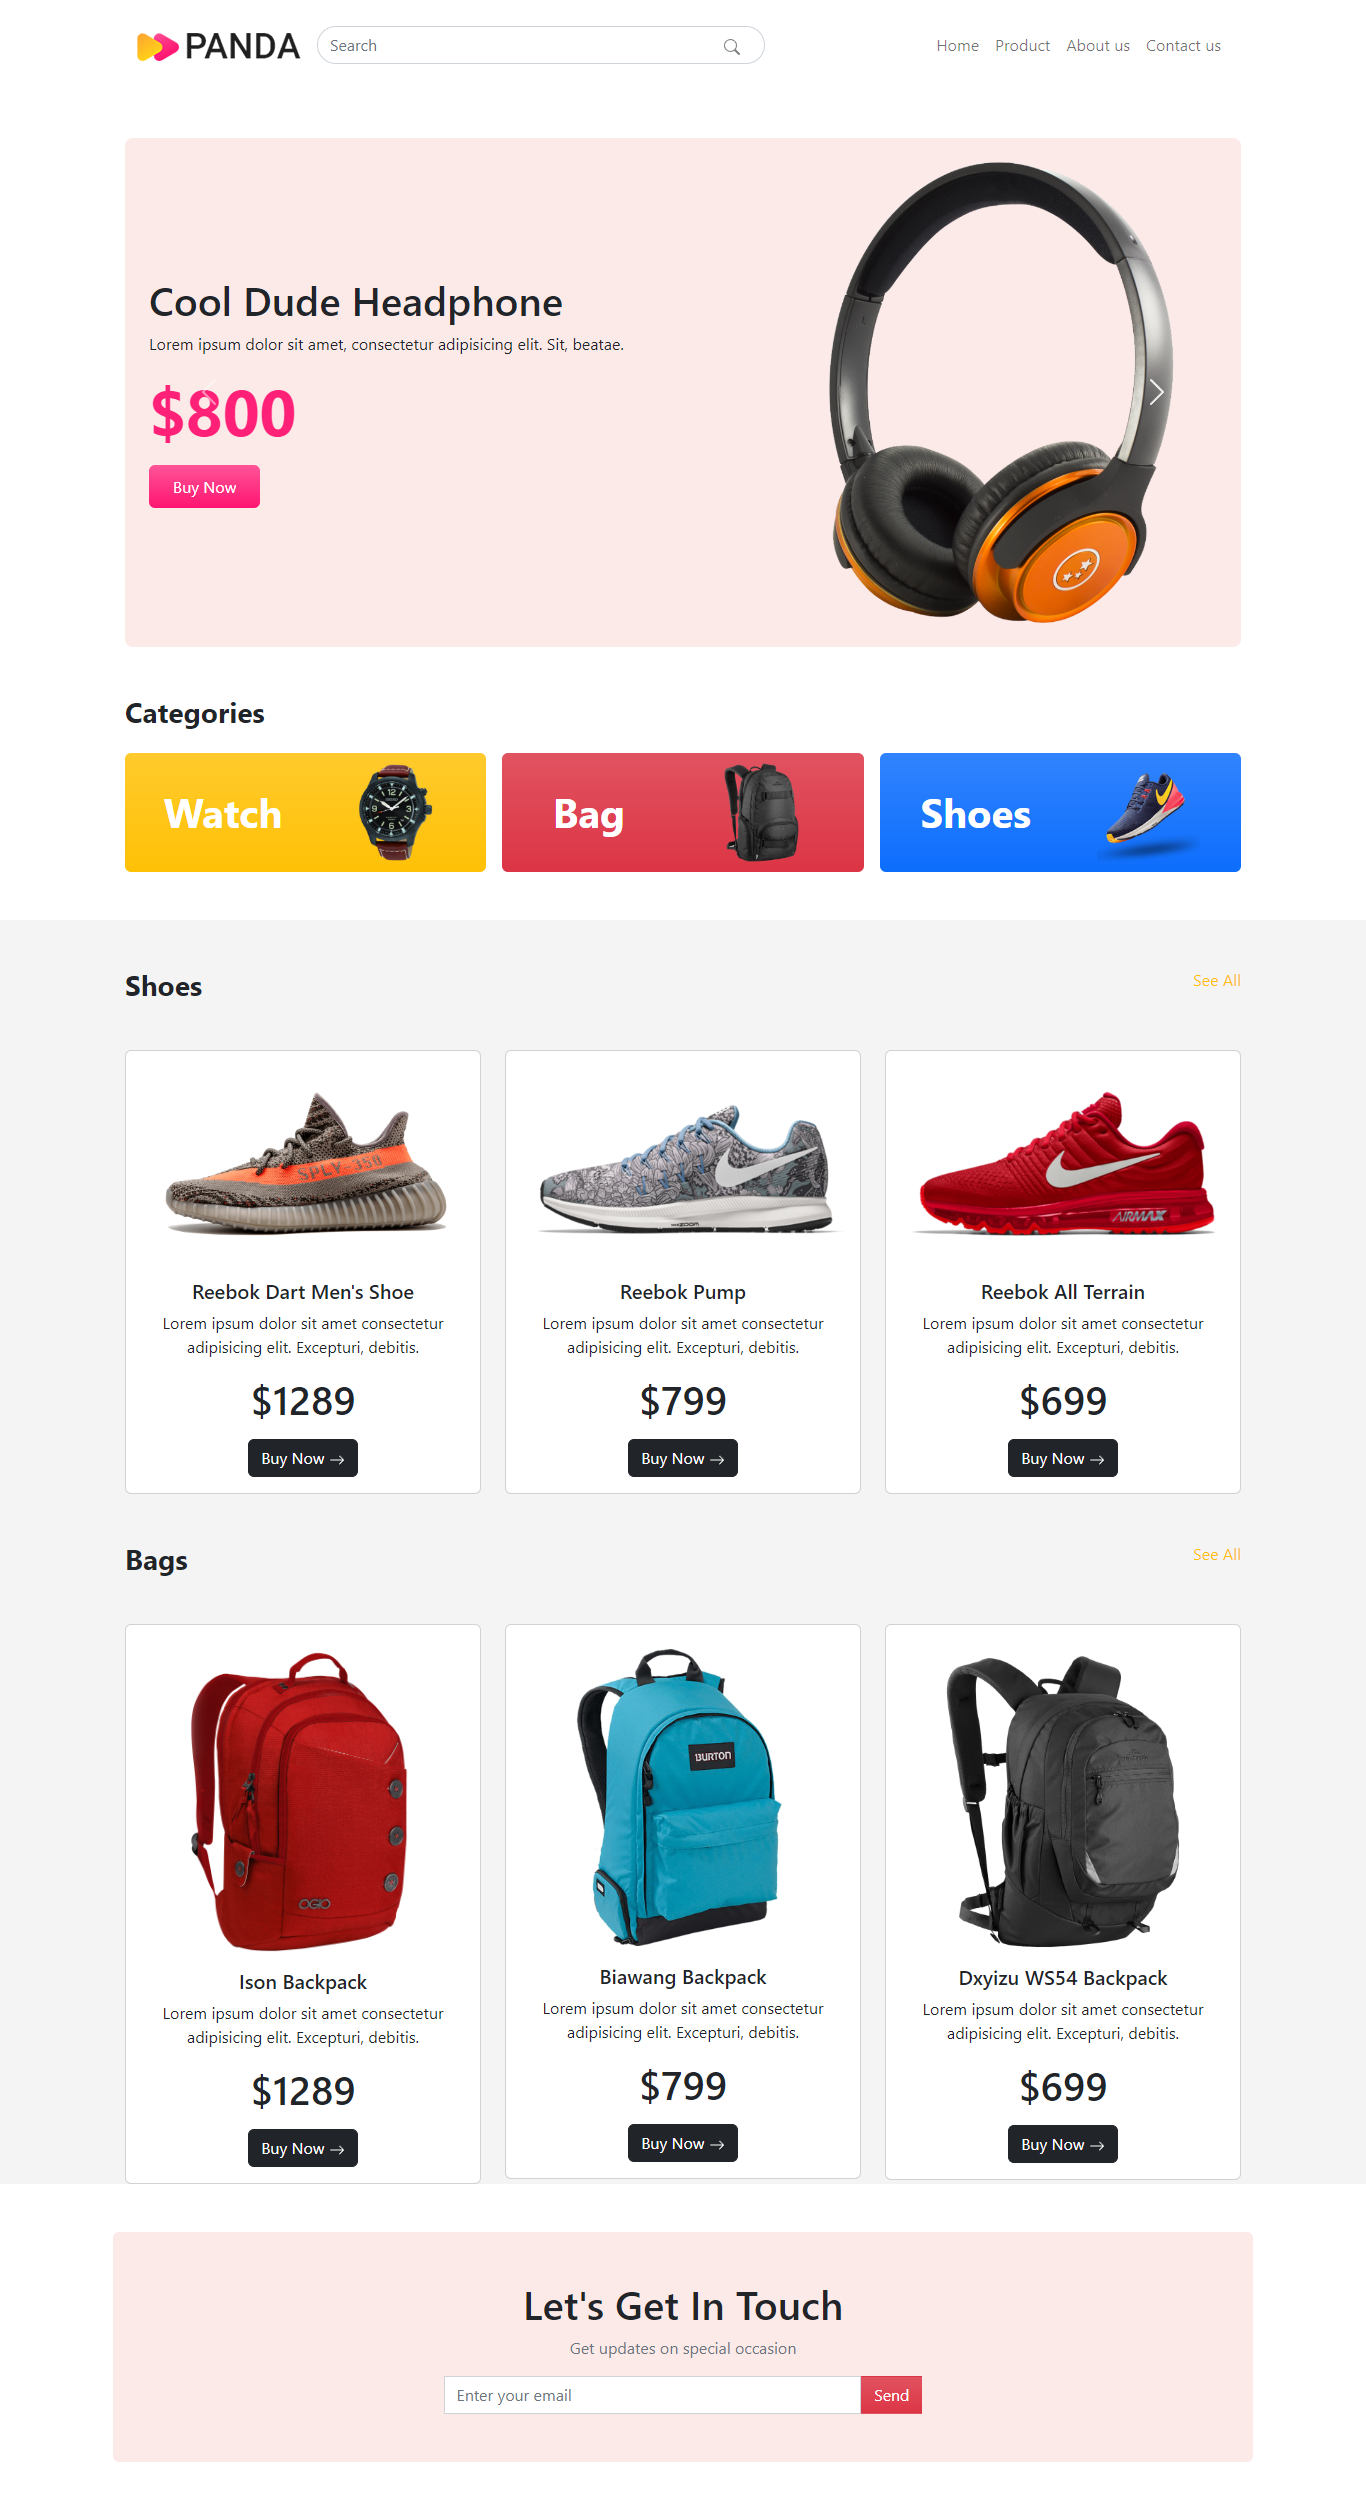 PANDA
Search
Home Product About us Contact us
Cool Dude Headphone
Lorem ipsum dolor sit amet, consectetur adipisicing elit. Sit, beatae.
$800
Buy Now
Categories
Watch
Bag
Shoes
Shoes
See All
SPLY-350
ZOOM
AIRMAX
Reebok Dart Men's Shoe
Lorem ipsum dolor sit amet consectetur
adipisicing elit. Excepturi, debitis.
$1289
Buy Now →
Reebok Pump
Lorem ipsum dolor sit amet consectetur
adipisicing elit. Excepturi, debitis.
$799
Buy Now →
Reebok All Terrain
Lorem ipsum dolor sit amet consectetur
adipisicing elit. Excepturi, debitis.
$699
Buy Now →
Bags
See All
OGIO
BURTON
Ison Backpack
Lorem ipsum dolor sit amet consectetur
adipisicing elit. Excepturi, debitis.
$1289
Buy Now →
Biawang Backpack
Lorem ipsum dolor sit amet consectetur
adipisicing elit. Excepturi, debitis.
$799
Buy Now →
Dxyizu WS54 Backpack
Lorem ipsum dolor sit amet consectetur
adipisicing elit. Excepturi, debitis.
$699
Buy Now →
Let's Get In Touch
Get updates on special occasion
Enter your email
Send